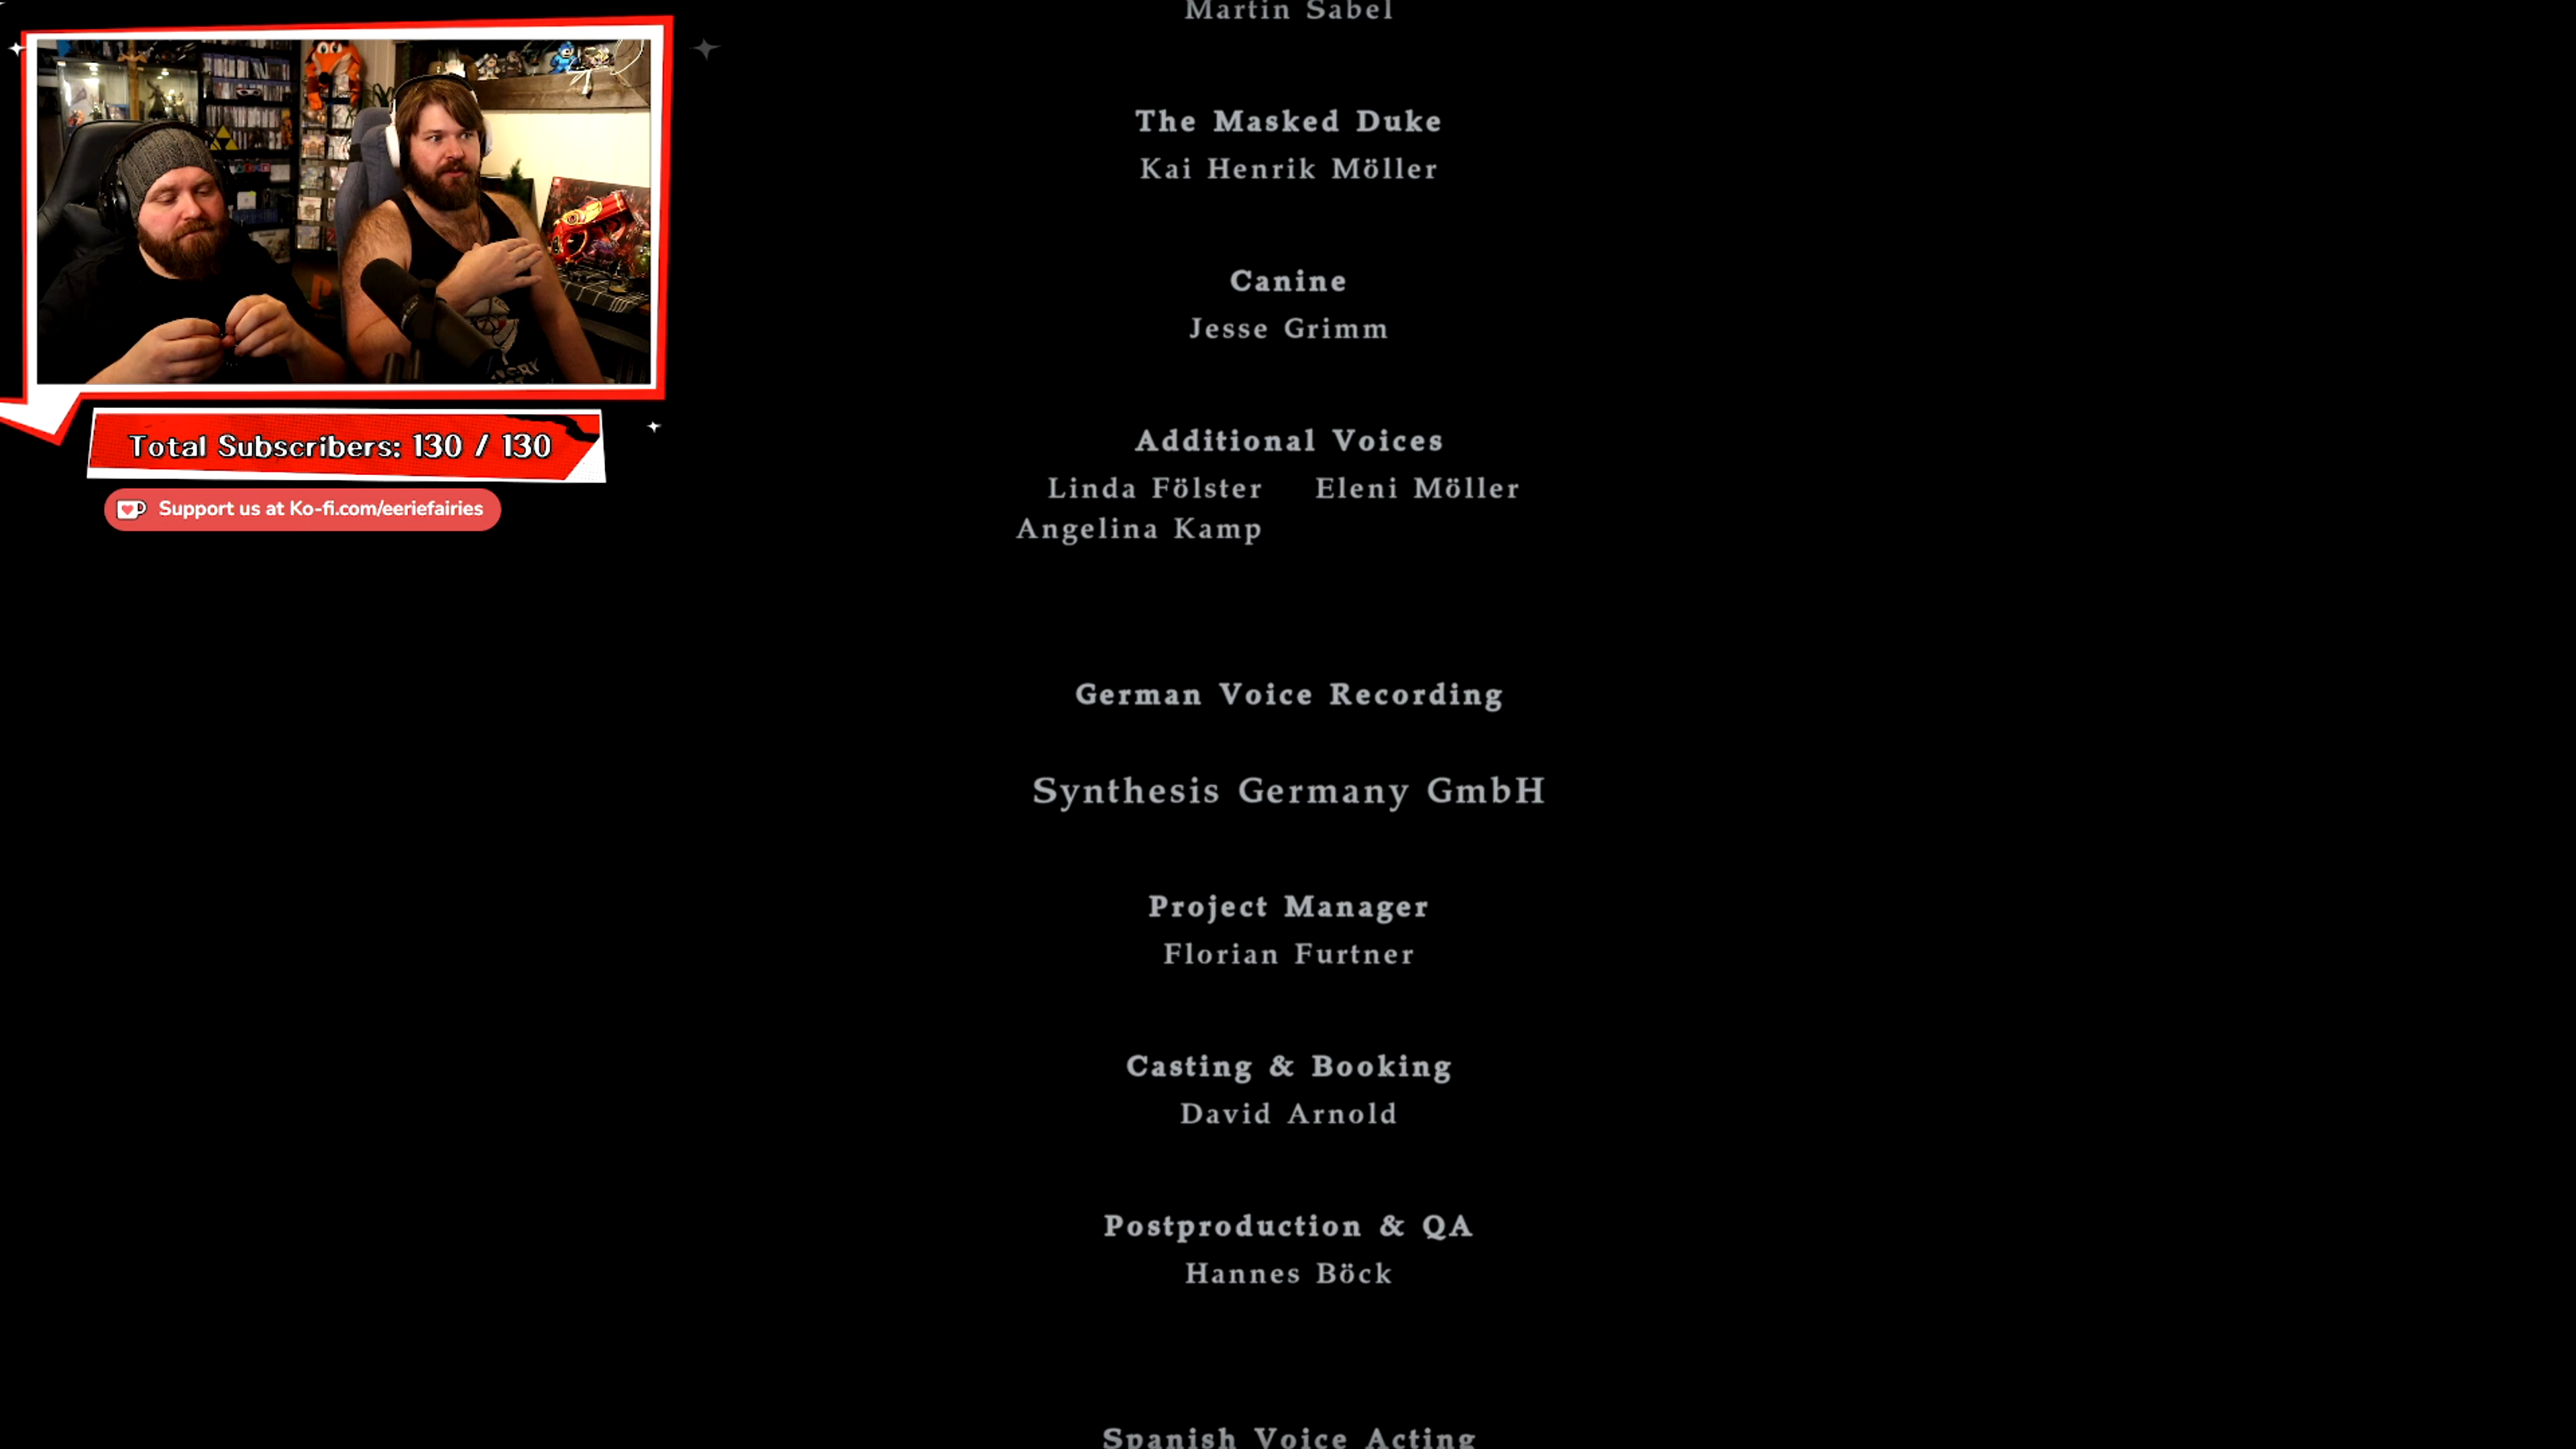 Martin Sabel
The Masked Duke
Kai Henrik Möller
Canine
Jesse Grimm
Additional Voices
Linda Fölster Eleni Möller
Angelina Kamp
German Voice Recording
Synthesis Germany GmbH
Project Manager
Florian Furtner
Casting & Booking
David Arnold
Postproduction & QA
Hannes Böck
Spanish Voice Acting
Total Subscribers: 130 / 130
Support us at Ko-fi.com/eeriefairies